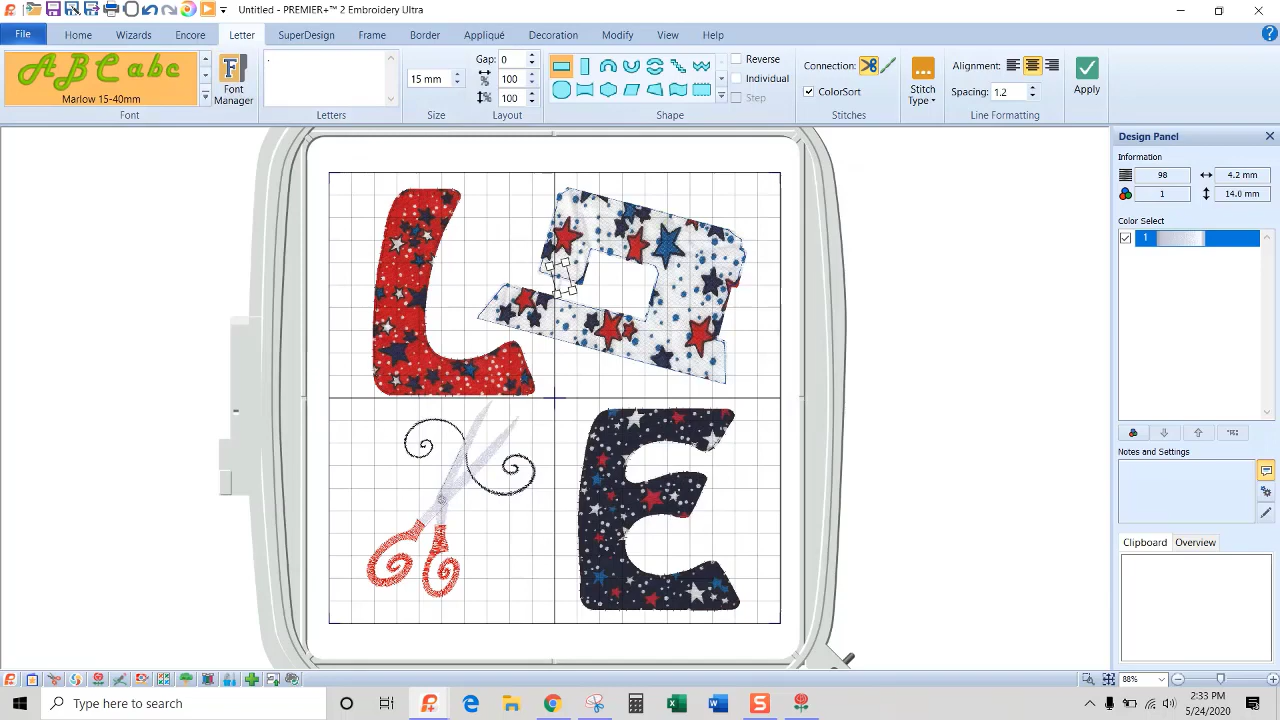 Untitled - PREMIER+™ 2 Embroidery Ultra
File Home Wizards Encore Letter SuperDesign Frame Border Appliqué Decoration Modify View Help
ABC abc
Marlow 15-40mm
Font
Font Manager
Letters
15 mm
Size
Gap: 0
% 100
% 100
Layout
Shape
Reverse
Individual
Step
Connection:
ColorSort
Stitches
Stitch Type
Alignment:
Spacing: 1.2
Line Formatting
Apply
L
E
Design Panel
Information
98 4.2 mm
1 14.0 mm
Color Select
1
Notes and Settings
Clipboard Overview
88%
Type here to search
2:33 PM
5/24/2020